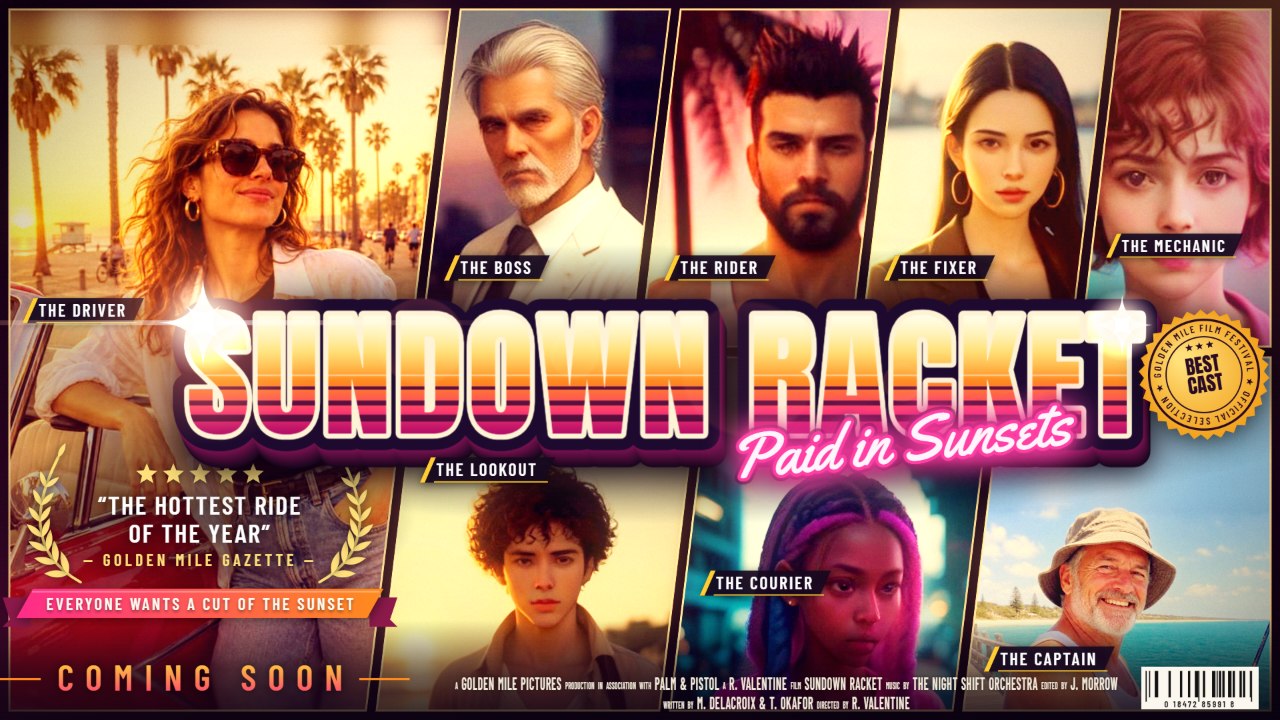 THE BOSS
THE RIDER
THE FIXER
THE MECHANIC
THE DRIVER
SUNDOWN RACKET
Paid in Sunsets
GOLDEN MILE FILM FESTIVAL
BEST
CAST
OFFICIAL SELECTION
THE LOOKOUT
“THE HOTTEST RIDE
OF THE YEAR”
– GOLDEN MILE GAZETTE –
EVERYONE WANTS A CUT OF THE SUNSET
THE COURIER
THE CAPTAIN
COMING SOON
A GOLDEN MILE PICTURES PRODUCTION IN ASSOCIATION WITH PALM & PISTOL A R. VALENTINE FILM SUNDOWN RACKET MUSIC BY THE NIGHT SHIFT ORCHESTRA EDITED BY J. MORROW
WRITTEN BY M. DELACROIX & T. OKAFOR DIRECTED BY R. VALENTINE
0 18472 85991 6